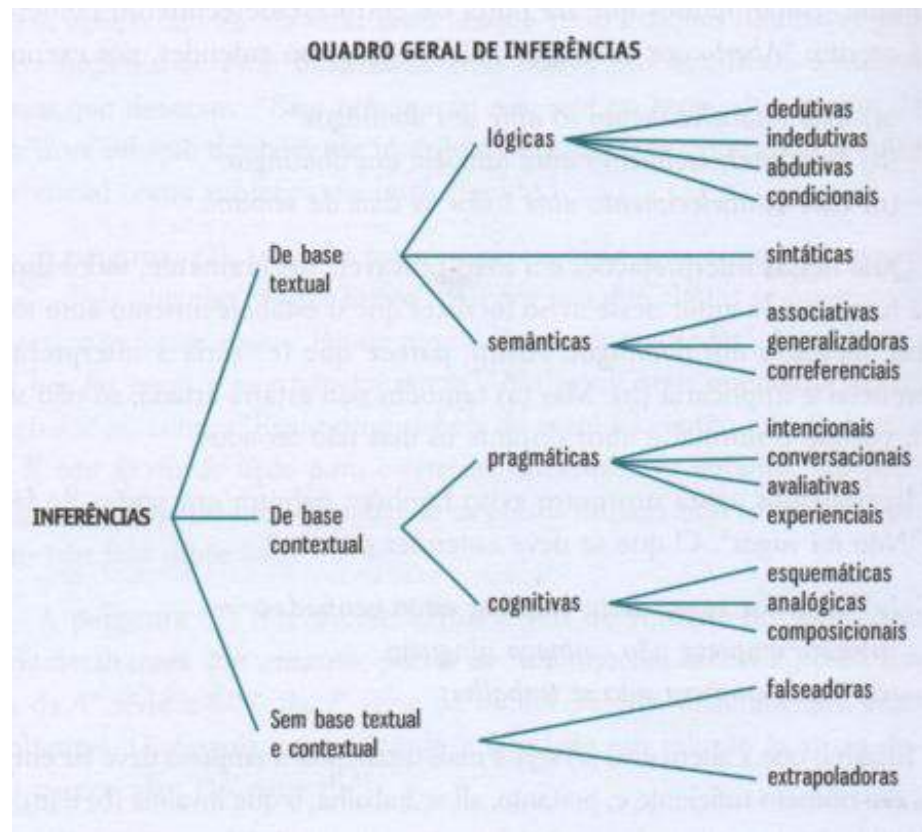 QUADRO GERAL DE INFERÊNCIAS
dedutivas
lógicas
indedutivas
abdutivas
condicionais
De base
textual
sintáticas
associativas
semânticas
generalizadoras
correferenciais
intencionais
pragmáticas
conversacionais
avaliativas
experienciais
INFERÊNCIAS
De base
contextual
esquemáticas
cognitivas
analógicas
composicionais
Sem base textual
e contextual
falseadoras
extrapoladoras